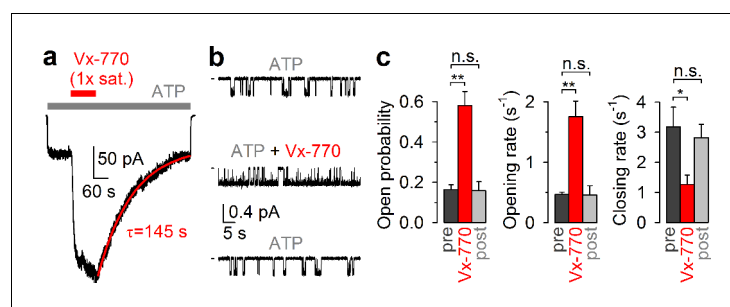 a
Vx-770
(1x sat.)
ATP
50 pA
60 s
τ=145 s
b
ATP
ATP + Vx-770
0.4 pA
5 s
ATP
c
n.s.
**
Open probability
0.6
0.4
0.2
0.0
pre
Vx-770
post
n.s.
**
Opening rate (s⁻¹)
2
1
0
pre
Vx-770
post
n.s.
*
Closing rate (s⁻¹)
4
2
0
pre
Vx-770
post